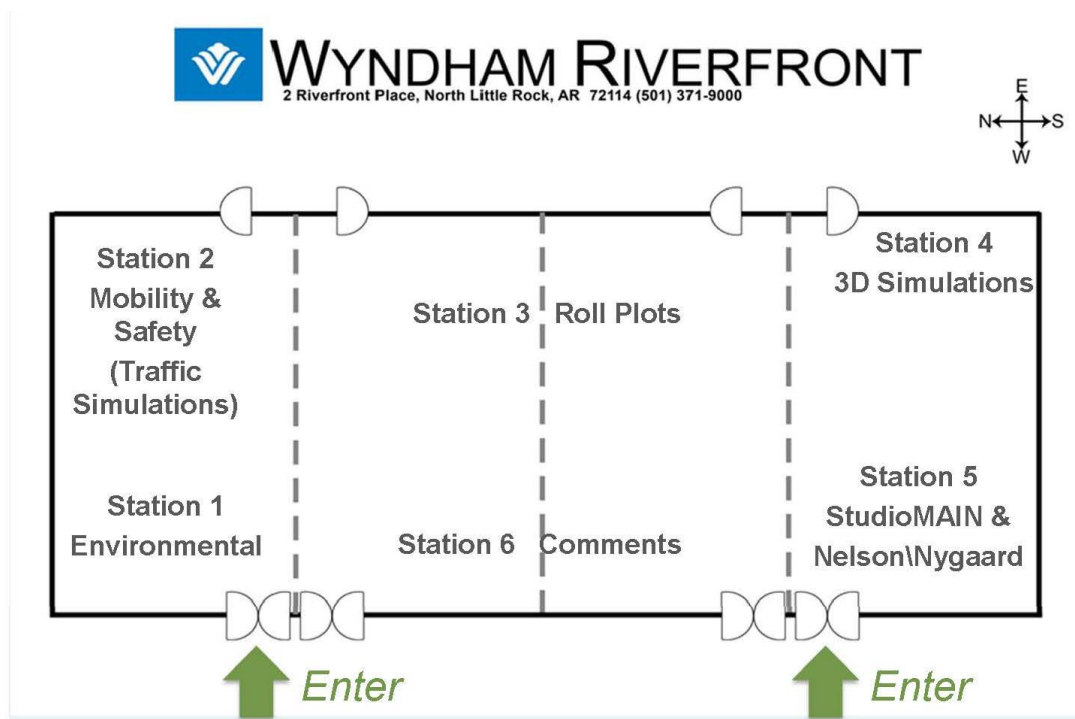 WYNDHAM RIVERFRONT
2 Riverfront Place, North Little Rock, AR 72114 (501) 371-9000
E
N S
W
Station 2
Mobility &
Safety
(Traffic
Simulations)
Station 3 Roll Plots
Station 4
3D Simulations
Station 1
Environmental
Station 6 Comments
Station 5
StudioMAIN &
Nelson\Nygaard
Enter
Enter